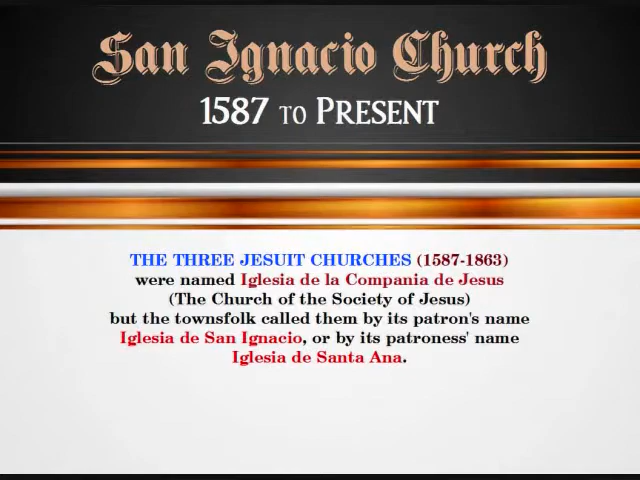 San Ignacio Church
1587 to Present
THE THREE JESUIT CHURCHES (1587-1863)
were named Iglesia de la Compania de Jesus
(The Church of the Society of Jesus)
but the townsfolk called them by its patron's name
Iglesia de San Ignacio, or by its patroness' name
Iglesia de Santa Ana.